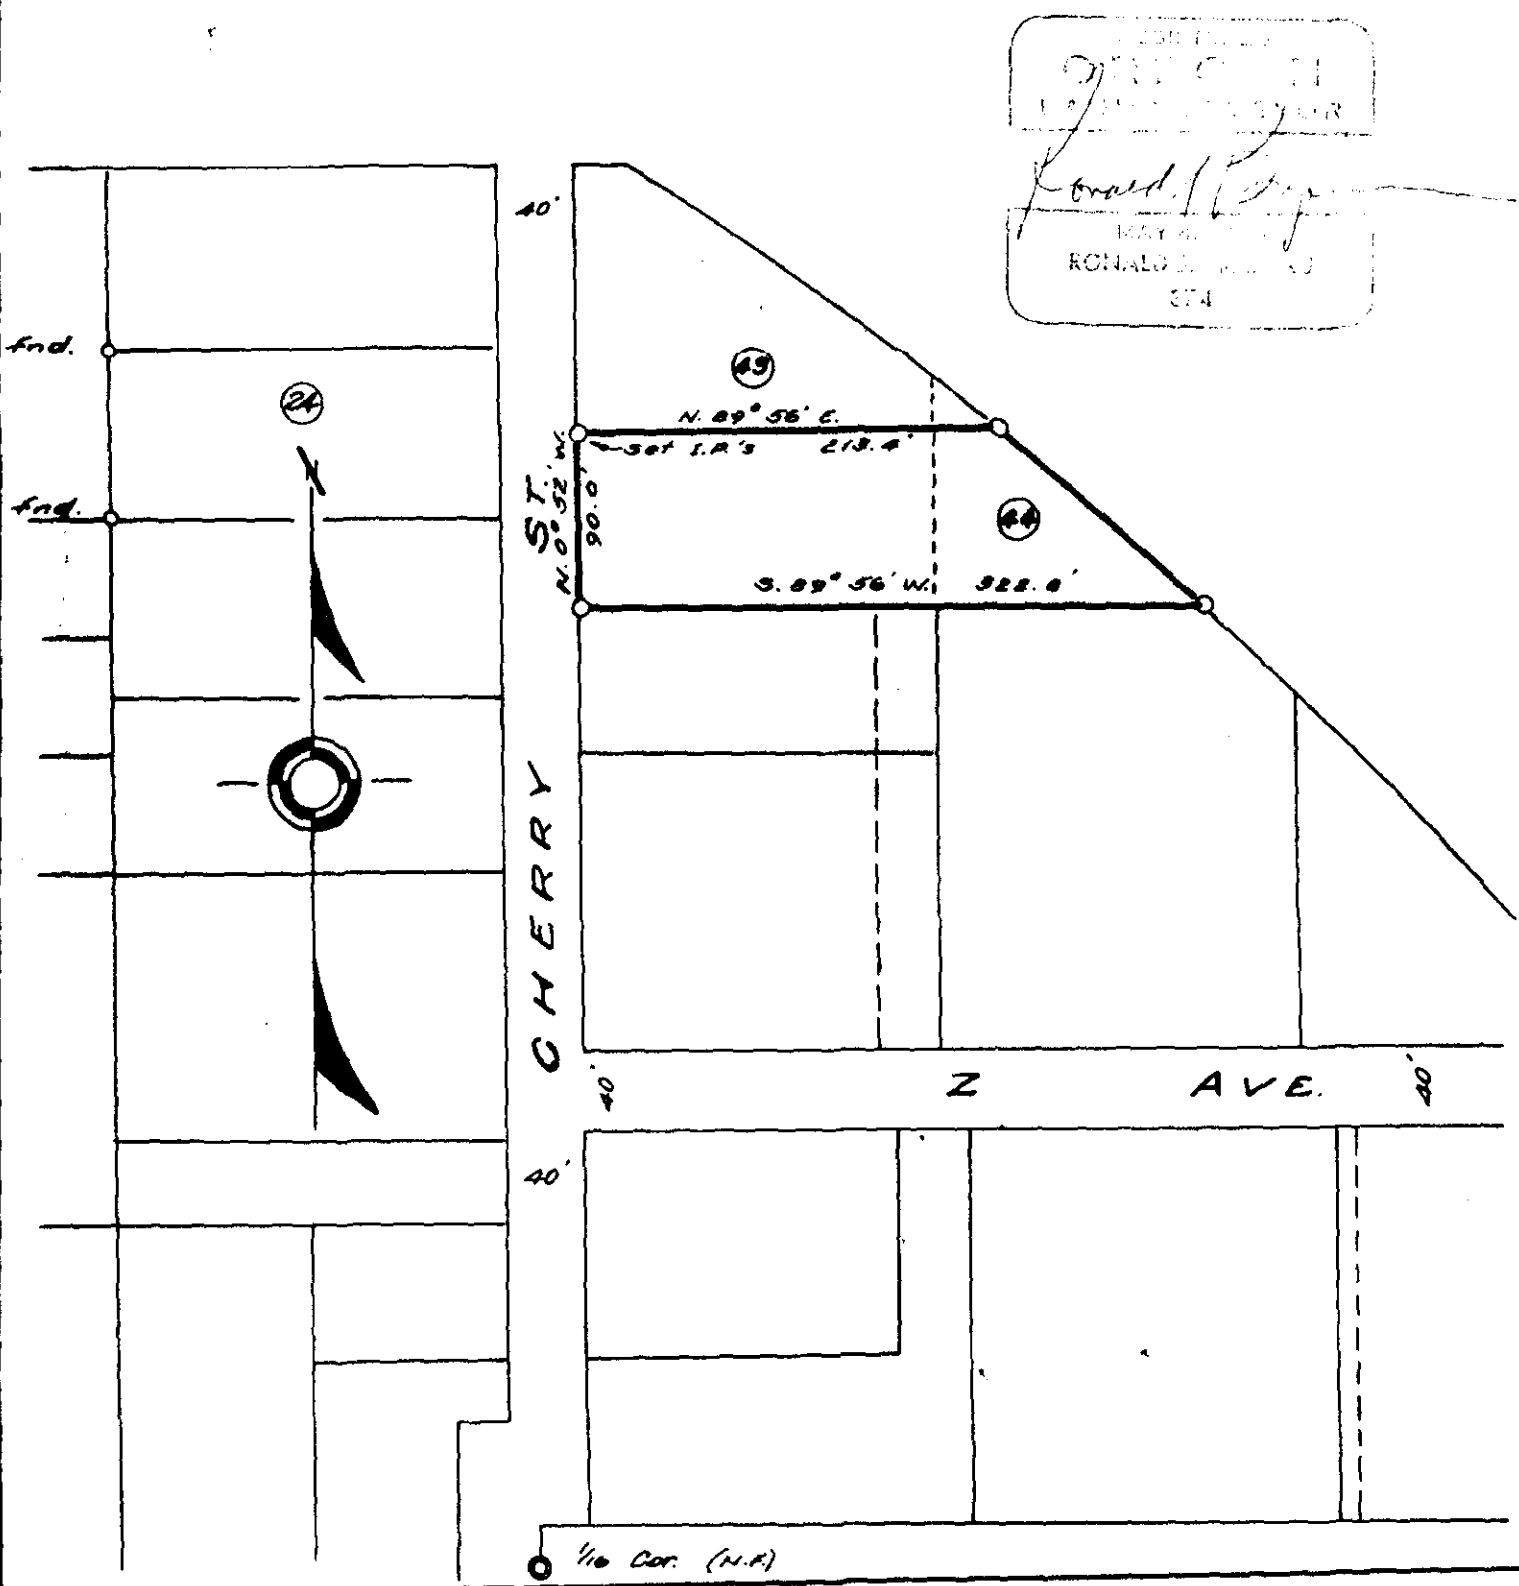 RONALD
40'
fnd.
24
43
N. 89° 56' E.
Set I.P.'s 213.4'
fnd.
ST.
N. 0° 52' W.
90.0'
44
S. 89° 56' W. 322.8'
CHERRY
40'
Z AVE.
40'
40'
1/16 Cor. (N.F.)